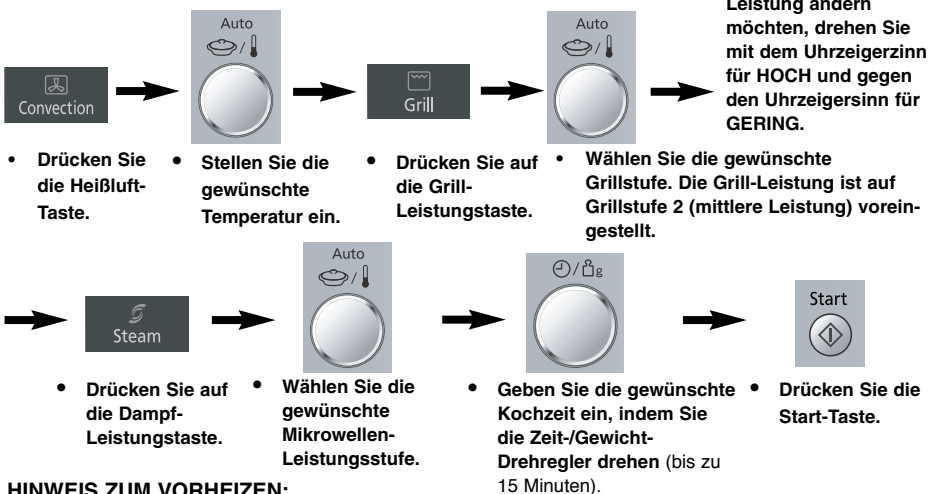 Leistung ändern
möchten, drehen Sie
mit dem Uhrzeigerzinn
für HOCH und gegen
den Uhrzeigersinn für
GERING.
Auto
Auto
Convection
Grill
• Drücken Sie
die Heißluft-
Taste.
• Stellen Sie die
gewünschte
Temperatur ein.
• Drücken Sie auf
die Grill-
Leistungstaste.
• Wählen Sie die gewünschte
Grillstufe. Die Grill-Leistung ist auf
Grillstufe 2 (mittlere Leistung) vorein-
gestellt.
Steam
Auto
/ g
Start
• Drücken Sie auf
die Dampf-
Leistungstaste.
• Wählen Sie die
gewünschte
Mikrowellen-
Leistungsstufe.
• Geben Sie die gewünschte
Kochzeit ein, indem Sie
die Zeit-/Gewicht-
Drehregler drehen (bis zu
15 Minuten).
• Drücken Sie die
Start-Taste.
HINWEIS ZUM VORHEIZEN: